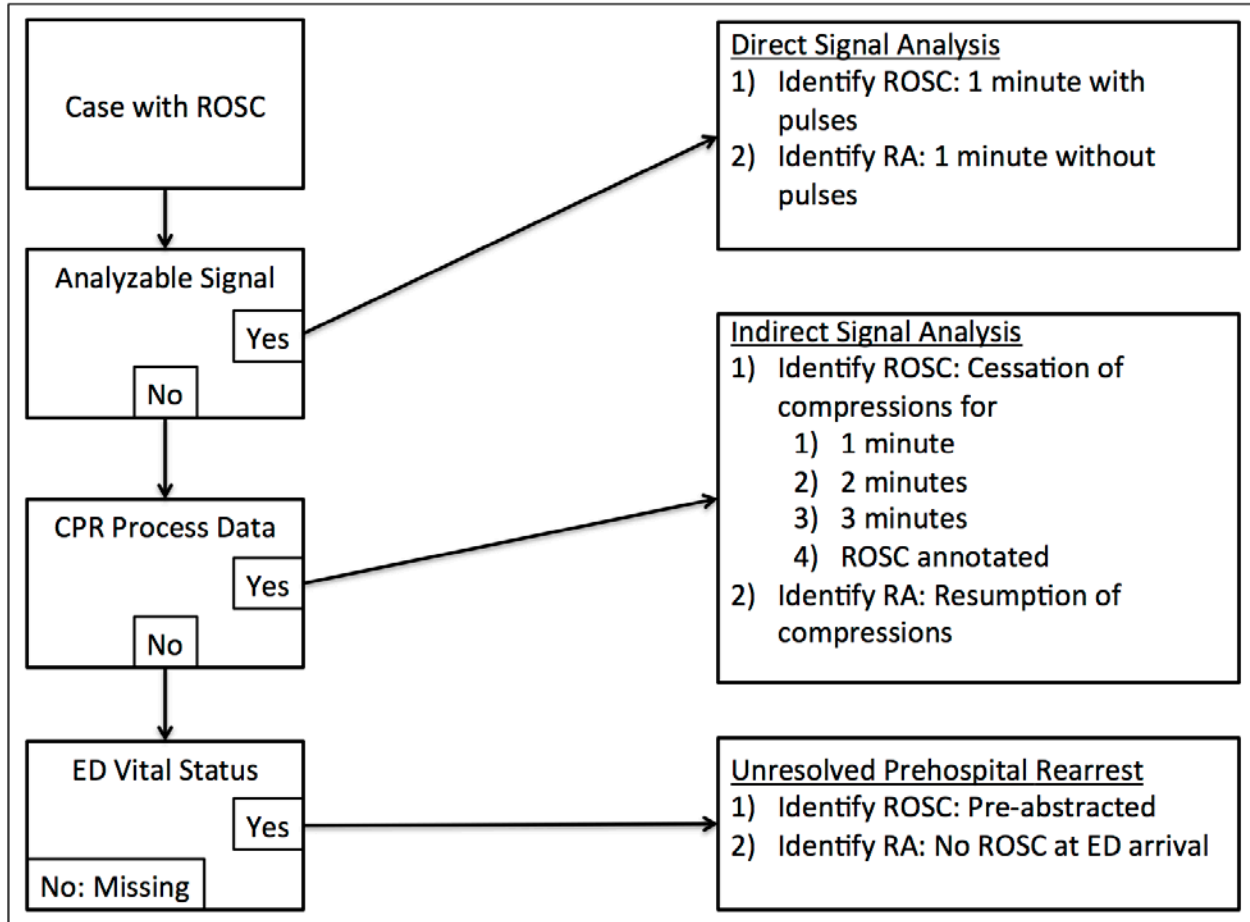 Case with ROSC
Analyzable Signal
Yes
No
CPR Process Data
Yes
No
ED Vital Status
Yes
No: Missing
Direct Signal Analysis
1) Identify ROSC: 1 minute with
pulses
2) Identify RA: 1 minute without
pulses
Indirect Signal Analysis
1) Identify ROSC: Cessation of
compressions for
1) 1 minute
2) 2 minutes
3) 3 minutes
4) ROSC annotated
2) Identify RA: Resumption of
compressions
Unresolved Prehospital Rearrest
1) Identify ROSC: Pre-abstracted
2) Identify RA: No ROSC at ED arrival